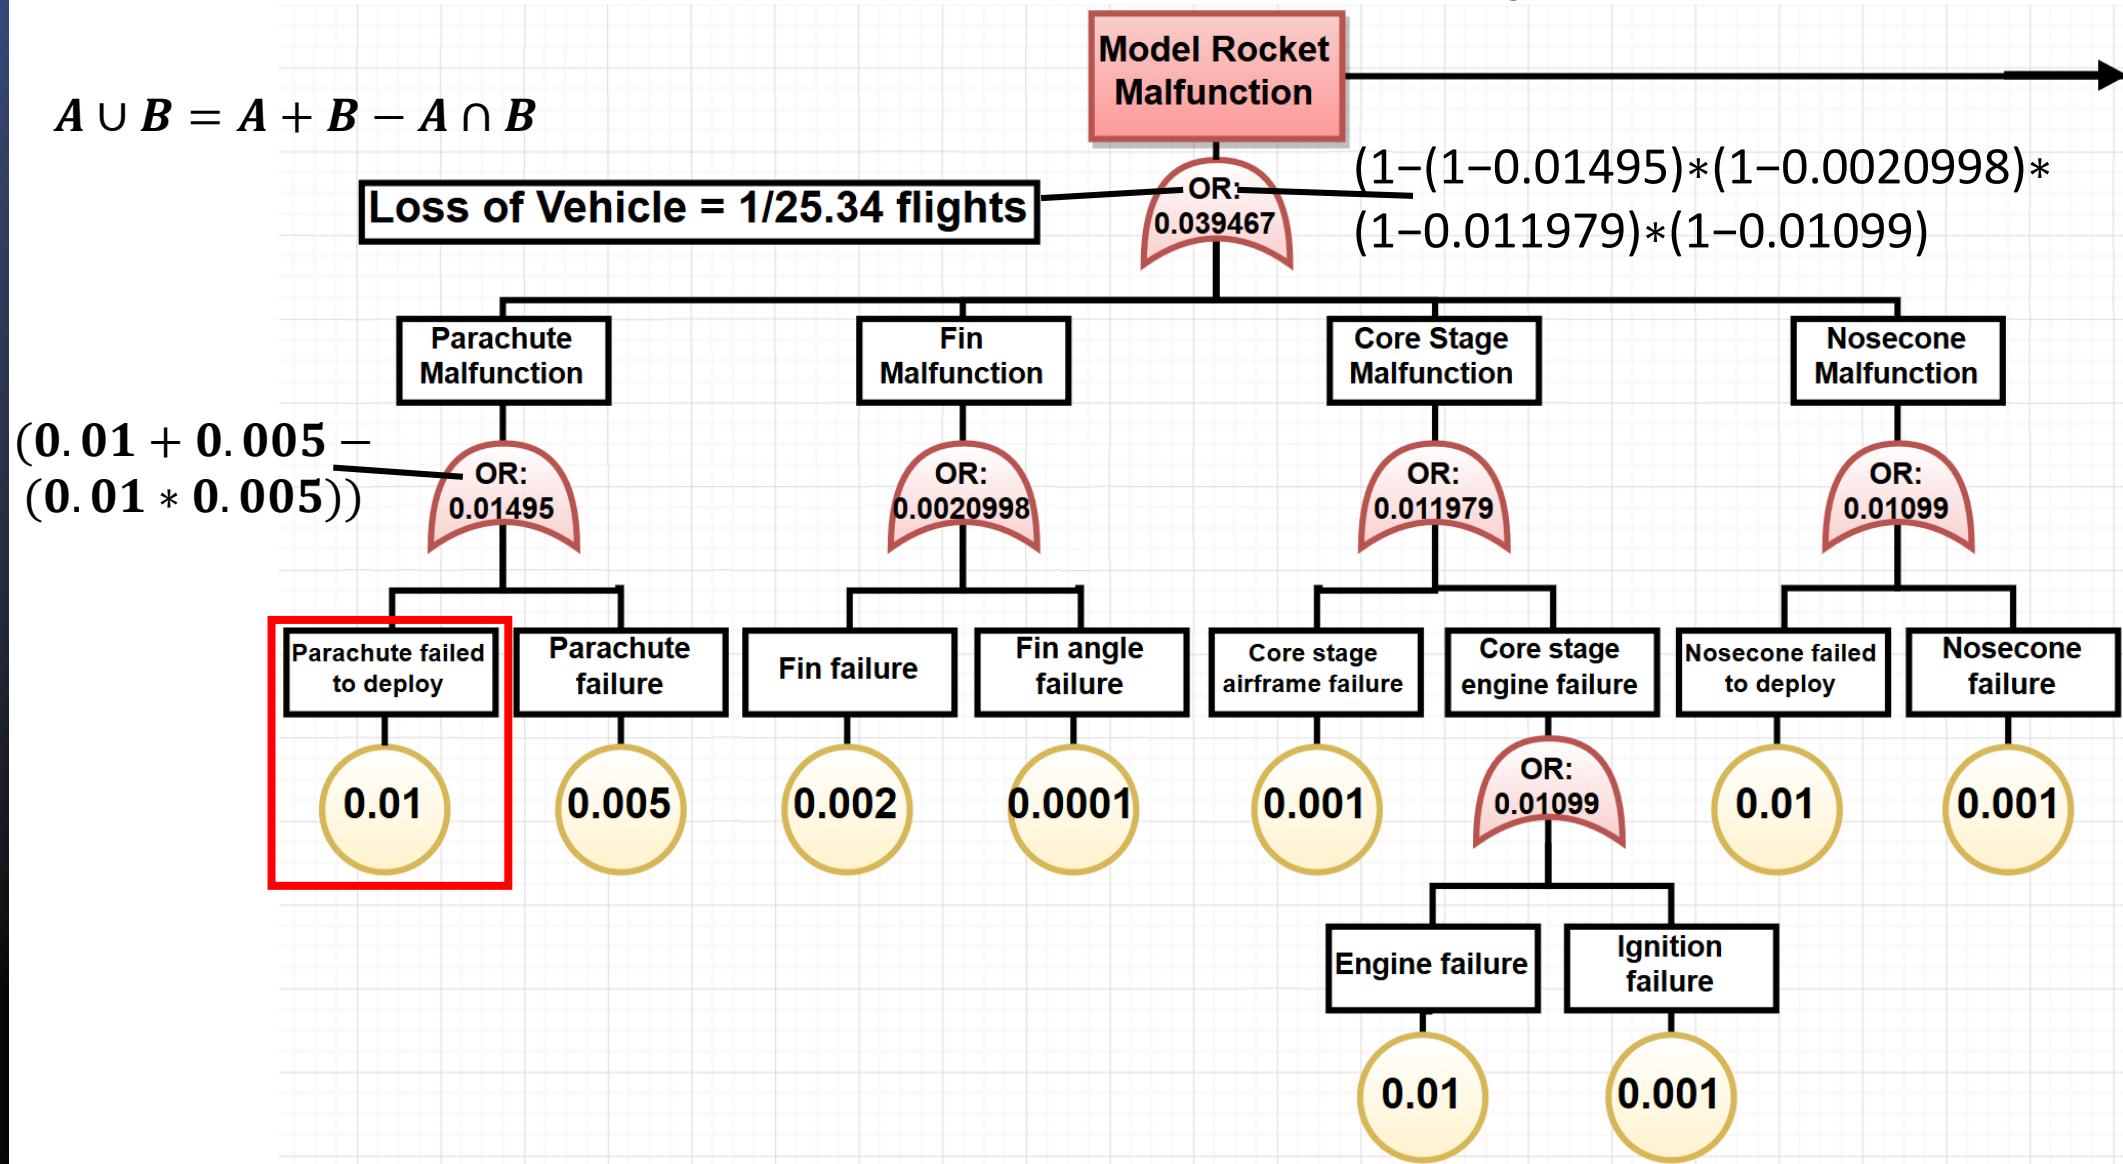 Model Rocket
Malfunction
A ∪ B = A + B − A ∩ B
Loss of Vehicle = 1/25.34 flights
OR:
0.039467
(1−(1−0.01495)∗(1−0.0020998)∗
(1−0.011979)∗(1−0.01099)
Parachute
Malfunction
Fin
Malfunction
Core Stage
Malfunction
Nosecone
Malfunction
(0.01 + 0.005 −
(0.01 ∗ 0.005))
OR:
0.01495
OR:
0.0020998
OR:
0.011979
OR:
0.01099
Parachute failed
to deploy
Parachute
failure
Fin failure
Fin angle
failure
Core stage
airframe failure
Core stage
engine failure
Nosecone failed
to deploy
Nosecone
failure
0.01
0.005
0.002
0.0001
0.001
OR:
0.01099
0.01
0.001
Engine failure
Ignition
failure
0.01
0.001